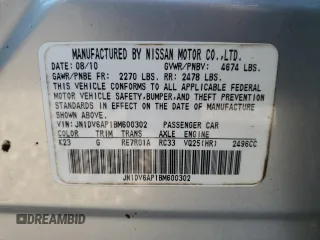 MANUFACTURED BY NISSAN MOTOR CO.,LTD.
DATE 08/10 GVWR/PNBV: 4674 LBS.
GAWR/PNBE FR: 2270 LBS. RR: 2478 LBS.
THIS VEHICLE CONFORMS TO ALL APPLICABLE
FEDERAL MOTOR VEHICLE SAFETY,BUMPER,AND THEFT
PREVENTION STANDARDS IN EFFECT ON THE DATE OF
MANUFACTURE SHOWN ABOVE.
VIN:JN1DV6AP1BM600302 PASSENGER CAR
COLOR TRIM TRANS AXLE ENGINE
K23 G RE7R01A RC33 VQ25(HR) 2496CC
JN1DV6AP1BM600302
DEALERHISTORY